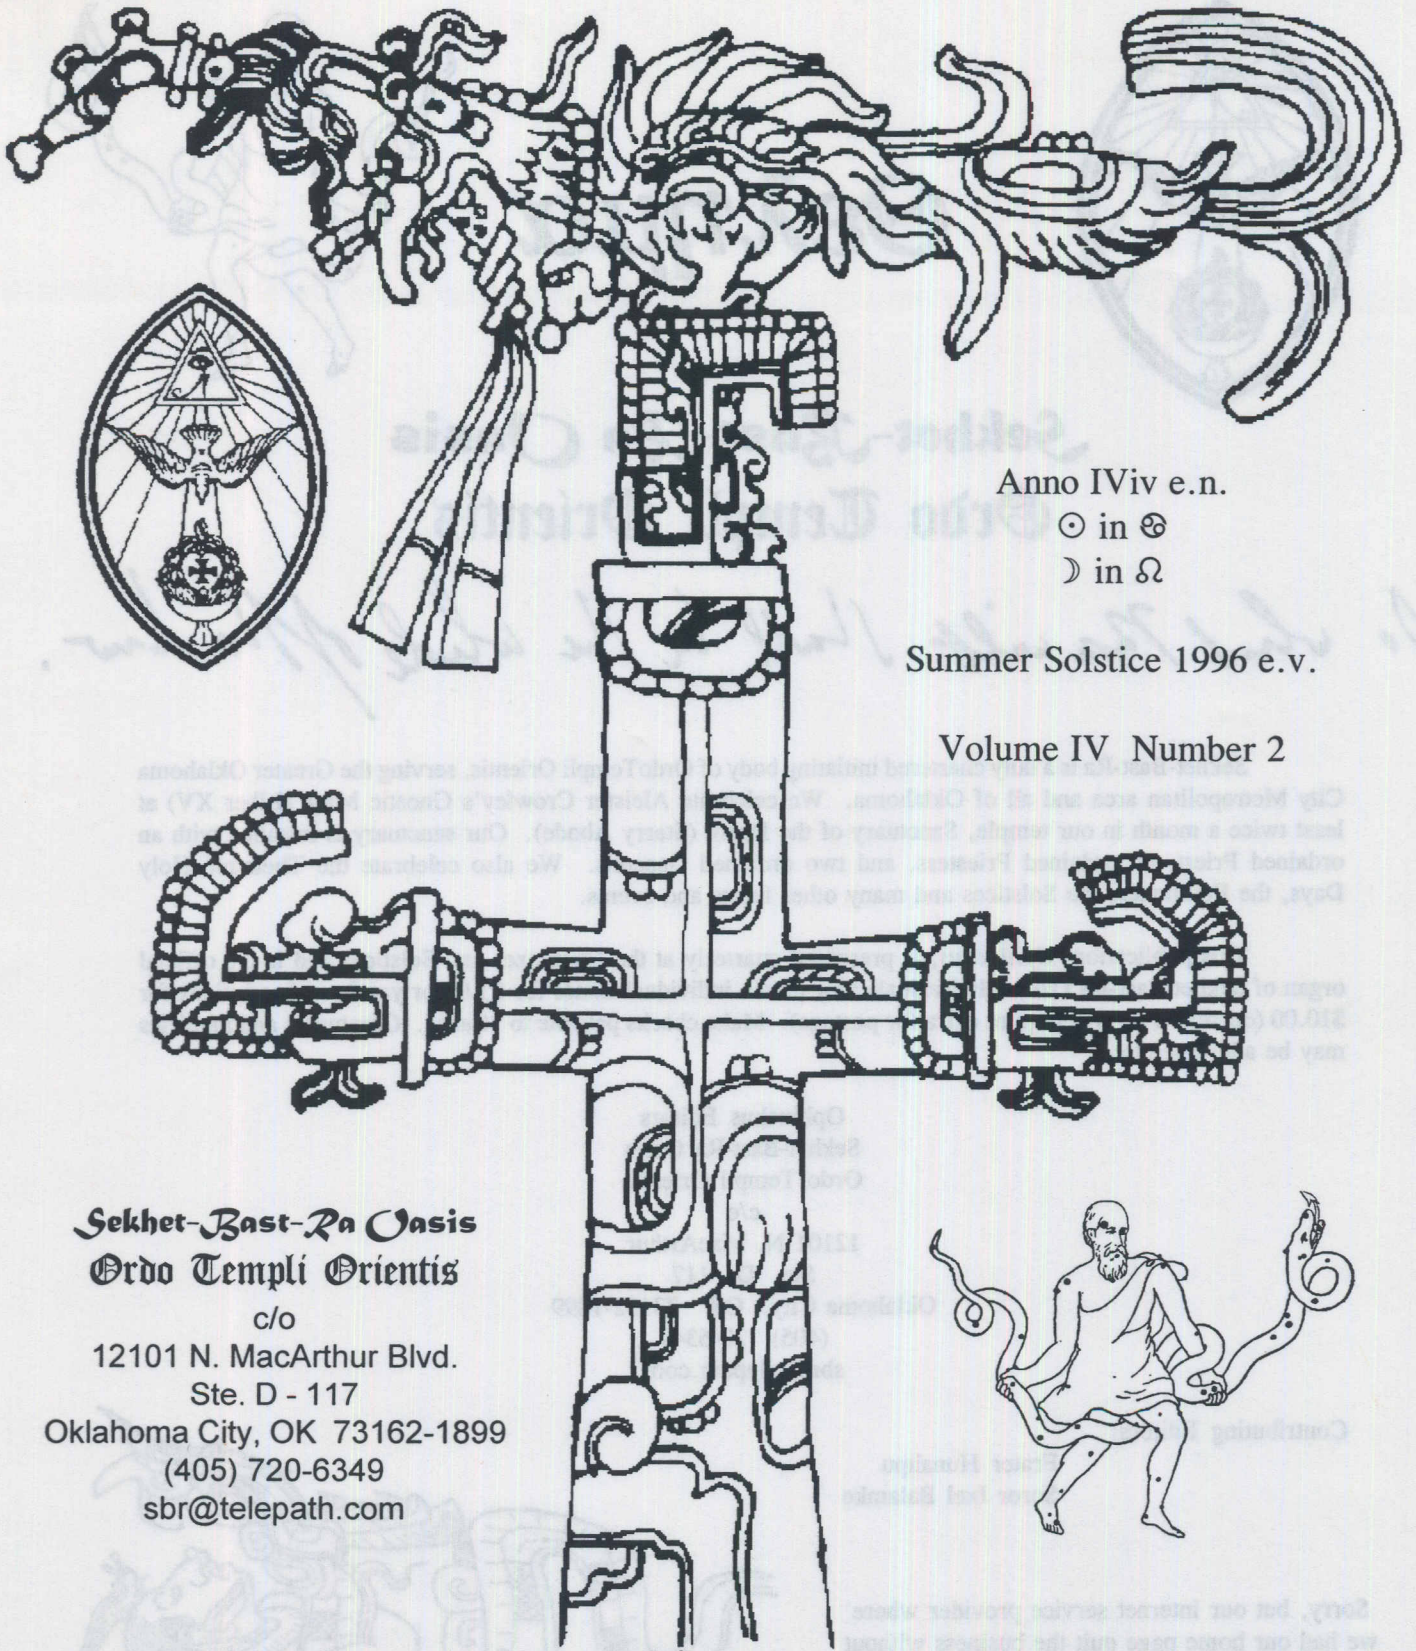 Anno IViv e.n.
☉ in ♋
☽ in ♌
Summer Solstice 1996 e.v.
Volume IV Number 2
Sekhet-Bast-Ra Oasis
Ordo Templi Orientis
c/o
12101 N. MacArthur Blvd.
Ste. D - 117
Oklahoma City, OK 73162-1899
(405) 720-6349
sbr@telepath.com